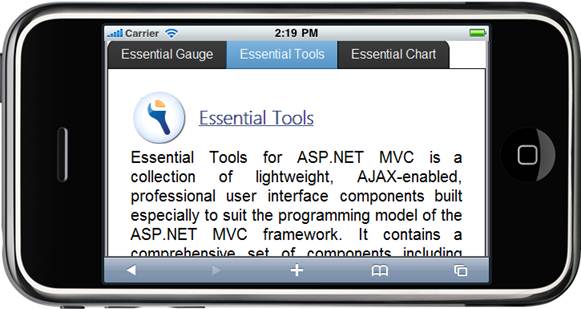 Carrier 2:19 PM
Essential Gauge Essential Tools Essential Chart
Essential Tools
Essential Tools for ASP.NET MVC is a
collection of lightweight, AJAX-enabled,
professional user interface components built
especially to suit the programming model of the
ASP.NET MVC framework. It contains a
comprehensive set of components including